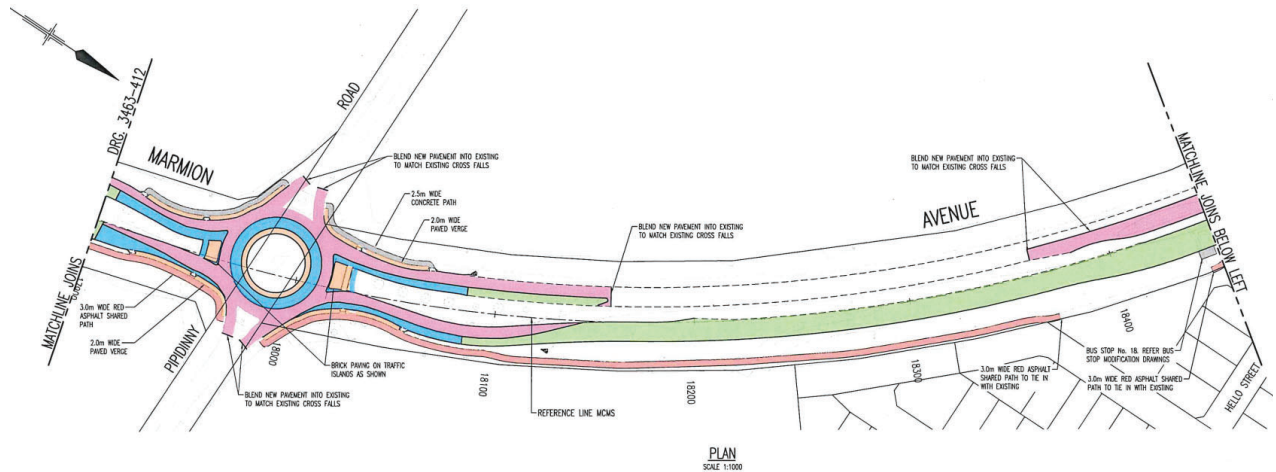 DRG. 3463-412
MATCHLINE JOINS
MARMION
ROAD
BLEND NEW PAVEMENT INTO EXISTING
TO MATCH EXISTING CROSS FALLS
2.5m WIDE
CONCRETE PATH
2.0m WIDE
PAVED VERGE
BLEND NEW PAVEMENT INTO EXISTING
TO MATCH EXISTING CROSS FALLS
BLEND NEW PAVEMENT INTO EXISTING
TO MATCH EXISTING CROSS FALLS
AVENUE
MATCHLINE JOINS BELOW LEFT
3.0m WIDE RED
ASPHALT SHARED
PATH
2.0m WIDE
PAVED VERGE
PIPIDINNY
18000
BRICK PAVING ON TRAFFIC
ISLANDS AS SHOWN
BLEND NEW PAVEMENT INTO EXISTING
TO MATCH EXISTING CROSS FALLS
18100
REFERENCE LINE MCMS
18200
18300
3.0m WIDE RED ASPHALT
SHARED PATH TO TIE IN
WITH EXISTING
18400
BUS STOP No. 18. REFER BUS
STOP MODIFICATION DRAWINGS
3.0m WIDE RED ASPHALT SHARED
PATH TO TIE IN WITH EXISTING
HELLO STREET
PLAN
SCALE 1:1000